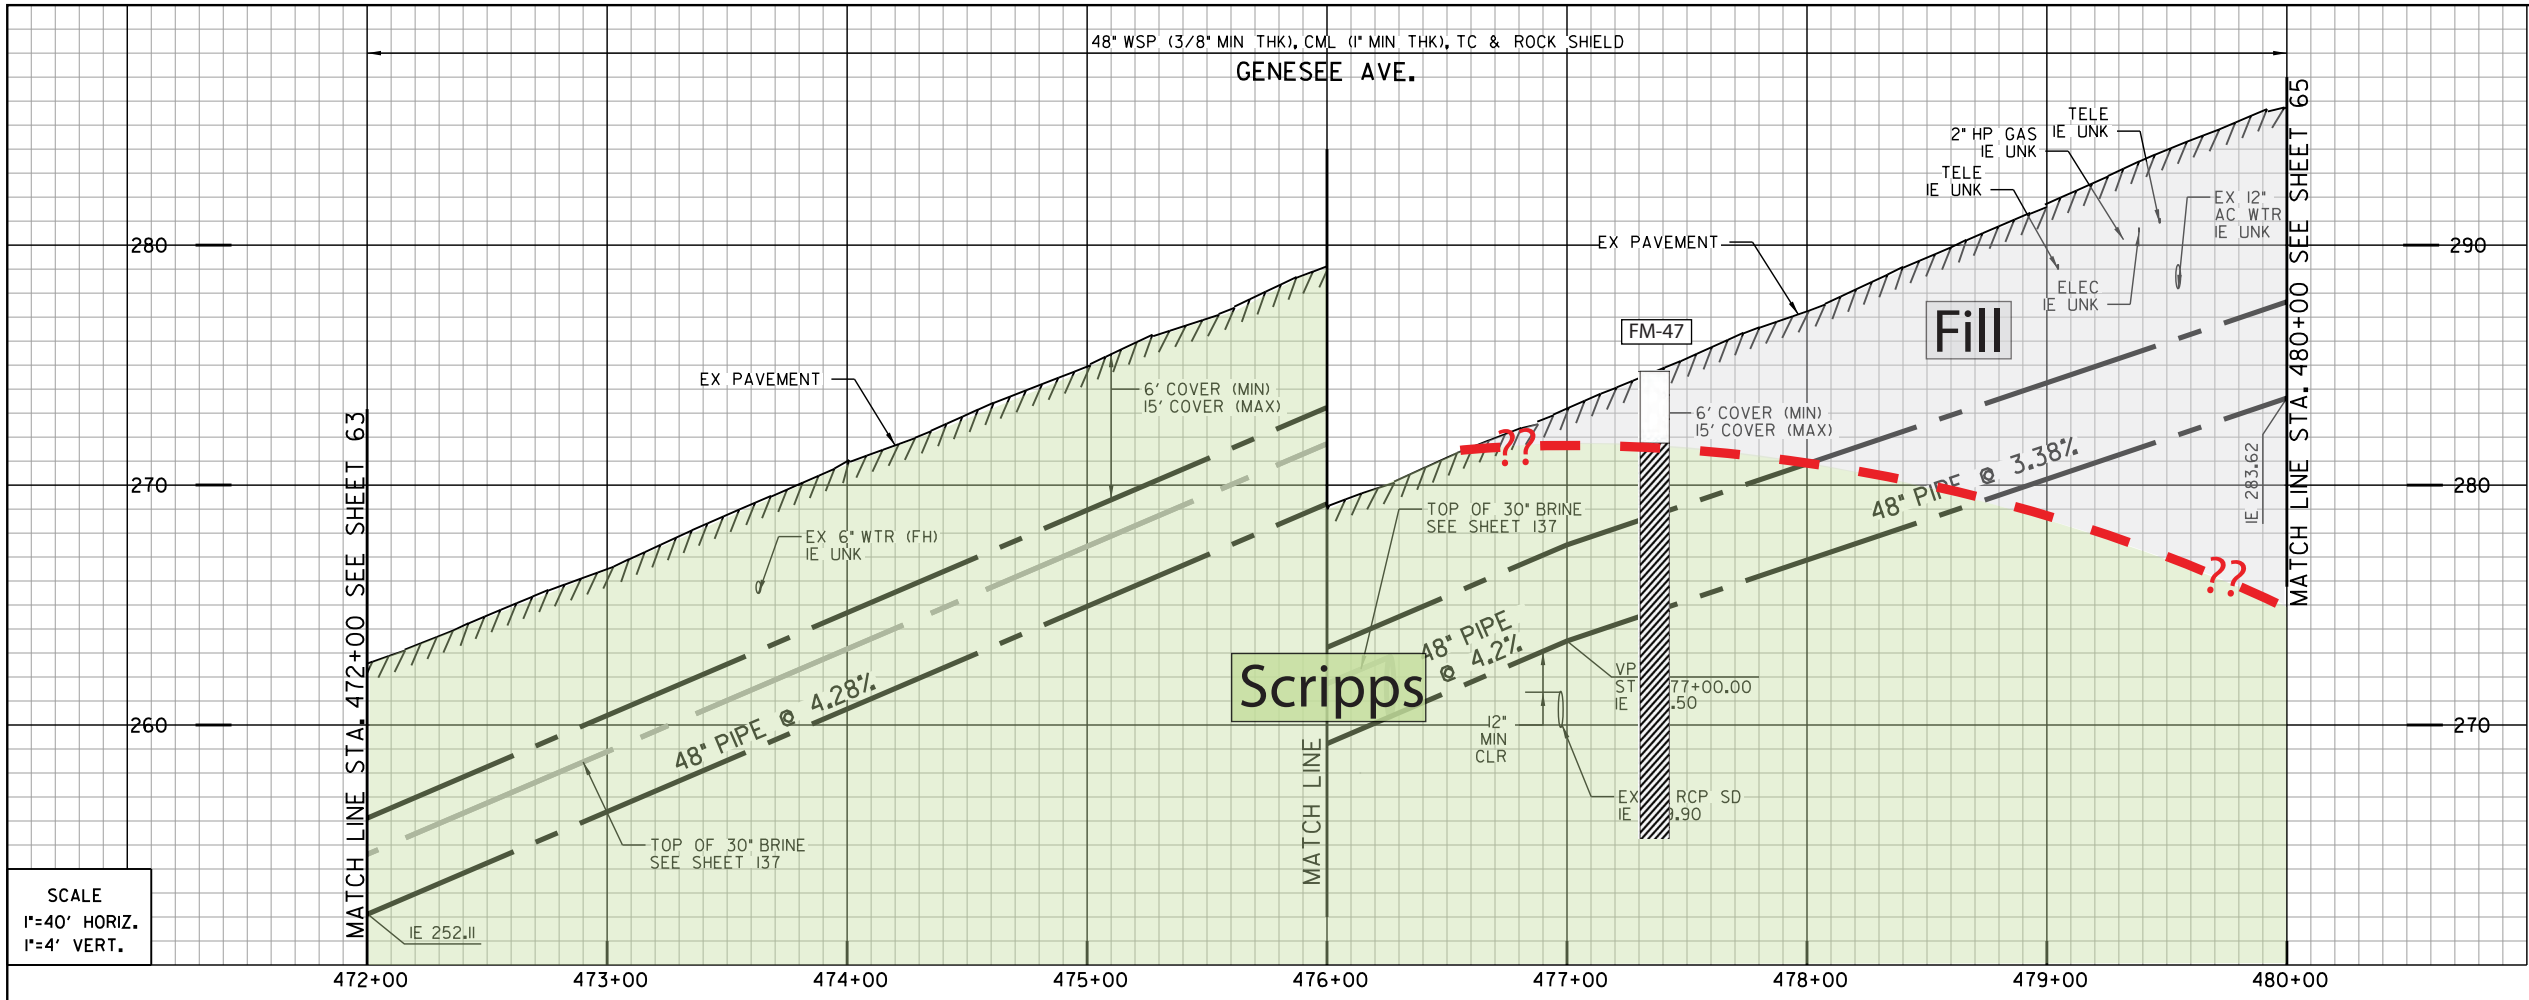 48" WSP (3/8" MIN THK), CML (1" MIN THK), TC & ROCK SHIELD
GENESEE AVE.
280
270
260
MATCH LINE STA. 472+00 SEE SHEET 63
EX PAVEMENT
6' COVER (MIN)
15' COVER (MAX)
EX 6" WTR (FH)
IE UNK
48" PIPE @ 4.28%
TOP OF 30" BRINE
SEE SHEET 137
IE 252.11
Scripps
MATCH LINE
TOP OF 30" BRINE
SEE SHEET 137
48" PIPE
@ 4.2%
12"
MIN
CLR
??
EX PAVEMENT
FM-47
6' COVER (MIN)
15' COVER (MAX)
VP
ST 77+00.00
IE .50
EX RCP SD
IE .90
TELE
IE UNK
2" HP GAS
IE UNK
TELE
IE UNK
EX 12"
AC WTR
IE UNK
ELEC
IE UNK
Fill
48" PIPE @ 3.38%
IE 283.62
??
MATCH LINE STA. 480+00 SEE SHEET 65
290
280
270
SCALE
1"=40' HORIZ.
1"=4' VERT.
472+00
473+00
474+00
475+00
476+00
477+00
478+00
479+00
480+00